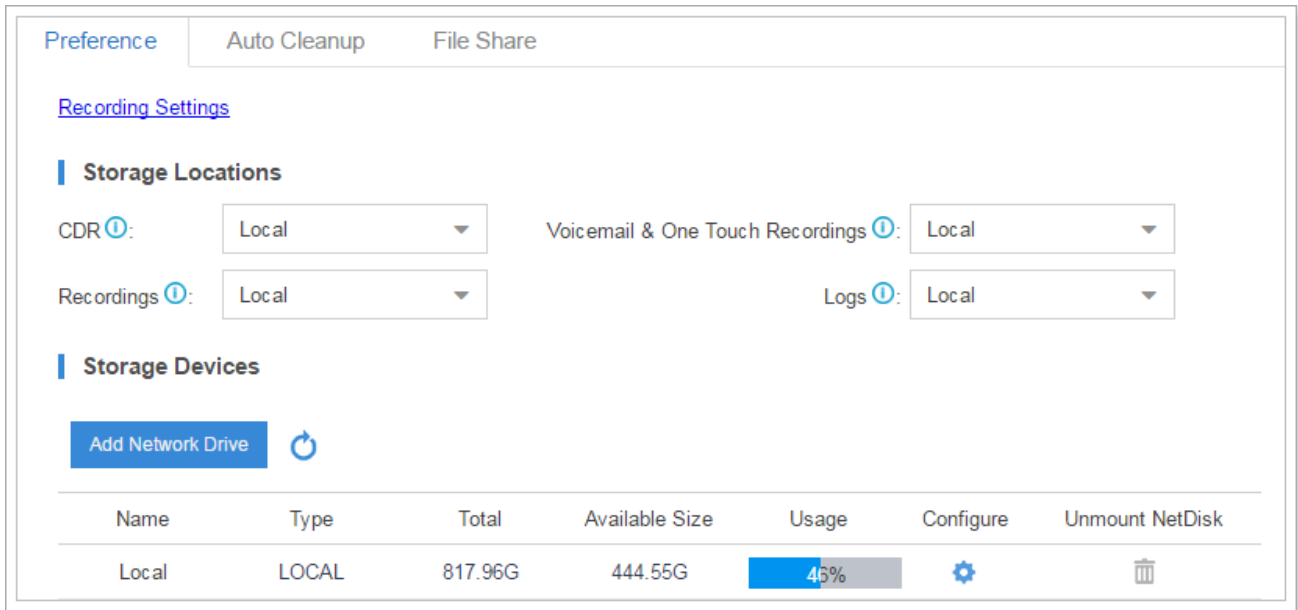 Preference Auto Cleanup File Share
Recording Settings
Storage Locations
CDR : Local Voicemail & One Touch Recordings : Local
Recordings : Local Logs : Local
Storage Devices
Add Network Drive
Name Type Total Available Size Usage Configure Unmount NetDisk
Local LOCAL 817.96G 444.55G 46%